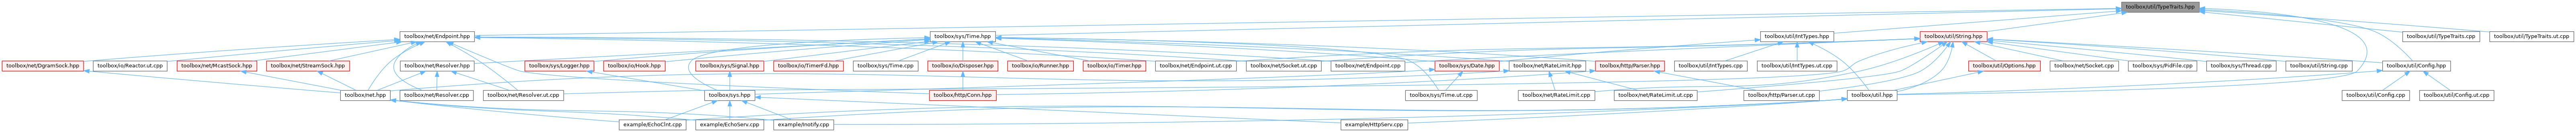 toolbox/util/TypeTraits.hpp
toolbox/net/Endpoint.hpp
toolbox/sys/Time.hpp
toolbox/util/IntTypes.hpp
toolbox/util/String.hpp
toolbox/util/TypeTraits.cpp
toolbox/util/TypeTraits.ut.cpp
toolbox/net/DgramSock.hpp
toolbox/io/Reactor.ut.cpp
toolbox/net/McastSock.hpp
toolbox/net/StreamSock.hpp
toolbox/net/Resolver.hpp
toolbox/sys/Logger.hpp
toolbox/io/Hook.hpp
toolbox/sys/Signal.hpp
toolbox/io/TimerFd.hpp
toolbox/sys/Time.cpp
toolbox/io/Disposer.hpp
toolbox/io/Runner.hpp
toolbox/io/Timer.hpp
toolbox/net/Endpoint.ut.cpp
toolbox/net/Socket.ut.cpp
toolbox/net/Endpoint.cpp
toolbox/sys/Date.hpp
toolbox/net/RateLimit.hpp
toolbox/http/Parser.hpp
toolbox/util/IntTypes.cpp
toolbox/util/IntTypes.ut.cpp
toolbox/util/Options.hpp
toolbox/net/Socket.cpp
toolbox/sys/PidFile.cpp
toolbox/sys/Thread.cpp
toolbox/util/String.cpp
toolbox/util/Config.hpp
toolbox/net.hpp
toolbox/net/Resolver.cpp
toolbox/net/Resolver.ut.cpp
toolbox/sys.hpp
toolbox/http/Conn.hpp
toolbox/sys/Time.ut.cpp
toolbox/net/RateLimit.cpp
toolbox/net/RateLimit.ut.cpp
toolbox/http/Parser.ut.cpp
toolbox/util.hpp
toolbox/util/Config.cpp
toolbox/util/Config.ut.cpp
example/EchoClnt.cpp
example/EchoServ.cpp
example/Notify.cpp
example/HttpServ.cpp